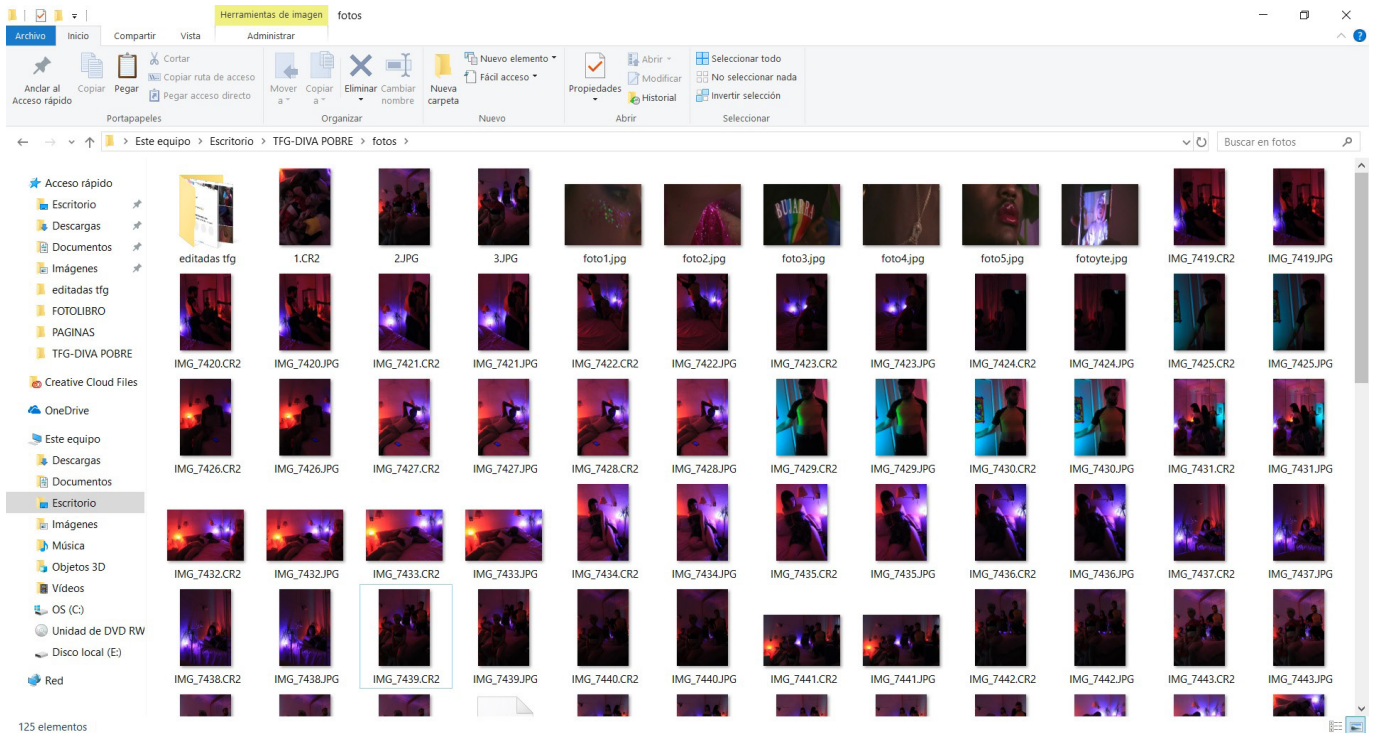 Herramientas de imagen fotos
Archivo Inicio Compartir Vista Administrar
Anclar al Acceso rápido
Copiar
Pegar
Cortar
Copiar ruta de acceso
Pegar acceso directo
Portapapeles
Mover a
Copiar a
Eliminar
Cambiar nombre
Organizar
Nueva carpeta
Nuevo elemento
Fácil acceso
Nuevo
Propiedades
Abrir
Modificar
Historial
Abrir
Seleccionar todo
No seleccionar nada
Invertir selección
Seleccionar
Este equipo > Escritorio > TFG-DIVA POBRE > fotos >
Buscar en fotos
Acceso rápido
Escritorio
Descargas
Documentos
Imágenes
editadas tfg
FOTOLIBRO
PAGINAS
TFG-DIVA POBRE
Creative Cloud Files
OneDrive
Este equipo
Descargas
Documentos
Escritorio
Imágenes
Música
Objetos 3D
Vídeos
OS (C:)
Unidad de DVD RW
Disco local (E:)
Red
BUJARRA
editadas tfg 1.CR2 2.JPG 3.JPG foto1.jpg foto2.jpg foto3.jpg foto4.jpg foto5.jpg fotoyte.jpg IMG_7419.CR2 IMG_7419.JPG
IMG_7420.CR2 IMG_7420.JPG IMG_7421.CR2 IMG_7421.JPG IMG_7422.CR2 IMG_7422.JPG IMG_7423.CR2 IMG_7423.JPG IMG_7424.CR2 IMG_7424.JPG IMG_7425.CR2 IMG_7425.JPG
IMG_7426.CR2 IMG_7426.JPG IMG_7427.CR2 IMG_7427.JPG IMG_7428.CR2 IMG_7428.JPG IMG_7429.CR2 IMG_7429.JPG IMG_7430.CR2 IMG_7430.JPG IMG_7431.CR2 IMG_7431.JPG
IMG_7432.CR2 IMG_7432.JPG IMG_7433.CR2 IMG_7433.JPG IMG_7434.CR2 IMG_7434.JPG IMG_7435.CR2 IMG_7435.JPG IMG_7436.CR2 IMG_7436.JPG IMG_7437.CR2 IMG_7437.JPG
IMG_7438.CR2 IMG_7438.JPG IMG_7439.CR2 IMG_7439.JPG IMG_7440.CR2 IMG_7440.JPG IMG_7441.CR2 IMG_7441.JPG IMG_7442.CR2 IMG_7442.JPG IMG_7443.CR2 IMG_7443.JPG
125 elementos